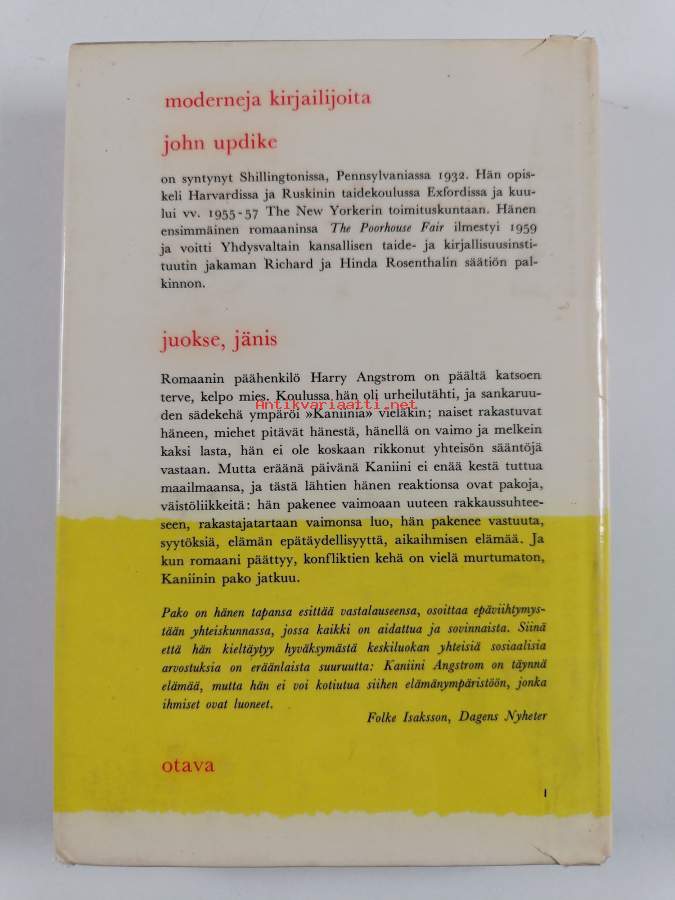 moderneja kirjailijoita
john updike
on syntynyt Shillingtonissa, Pennsylvaniassa 1932. Hän opis-
keli Harvardissa ja Ruskinin taidekoulussa Exfordissa ja kuu-
lui vv. 1955-57 The New Yorkerin toimituskuntaan. Hänen
ensimmäinen romaaninsa The Poorhouse Fair ilmestyi 1959
ja voitti Yhdysvaltain kansallisen taide- ja kirjallisuusinsti-
tuutin jakaman Richard ja Hinda Rosenthalin säätiön pal-
kinnon.
juokse, jänis
Romaanin päähenkilö Harry Angstrom on päältä katsoen
terve, kelpo mies. Koulussa hän oli urheilutähti, ja sankaruu-
den sädekehä ympäröi »Kaniinia» vieläkin; naiset rakastuvat
Antikvariaatti.net
häneen, miehet pitävät hänestä, hänellä on vaimo ja melkein
kaksi lasta, hän ei ole koskaan rikkonut yhteisön sääntöjä
vastaan. Mutta eräänä päivänä Kaniini ei enää kestä tuttua
maailmaansa, ja tästä lähtien hänen reaktionsa ovat pakoja,
väistöliikkeitä: hän pakenee vaimoaan uuteen rakkaussuhtee-
seen, rakastajatartaan vaimonsa luo, hän pakenee vastuuta,
syytöksiä, elämän epätäydellisyyttä, aikaihmisen elämää. Ja
kun romaani päättyy, konfliktien kehä on vielä murtumaton,
Kaniinin pako jatkuu.
Pako on hänen tapansa esittää vastalauseensa, osoittaa epäviihtymys-
tään yhteiskunnassa, jossa kaikki on aidattua ja sovinnaista. Siinä
että hän kieltäytyy hyväksymästä keskiluokan yhteisiä sosiaalisia
arvostuksia on eräänlaista suuruutta: Kaniini Angstrom on täynnä
elämää, mutta hän ei voi kotiutua siihen elämänympäristöön, jonka
ihmiset ovat luoneet.
Folke Isaksson, Dagens Nyheter
otava
1